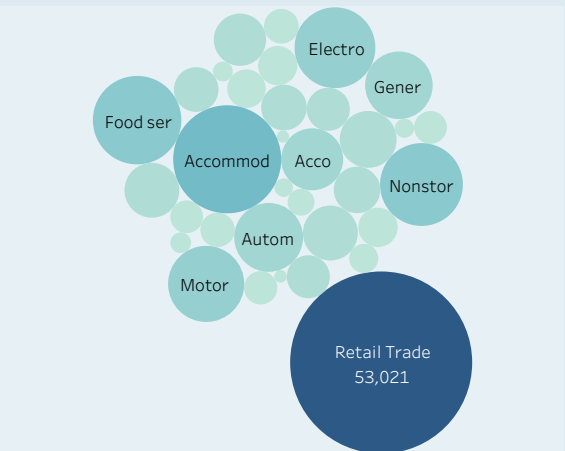 Electro
Gener
Food ser
Accommod
Acco
Nonstor
Autom
Motor
Retail Trade
53,021